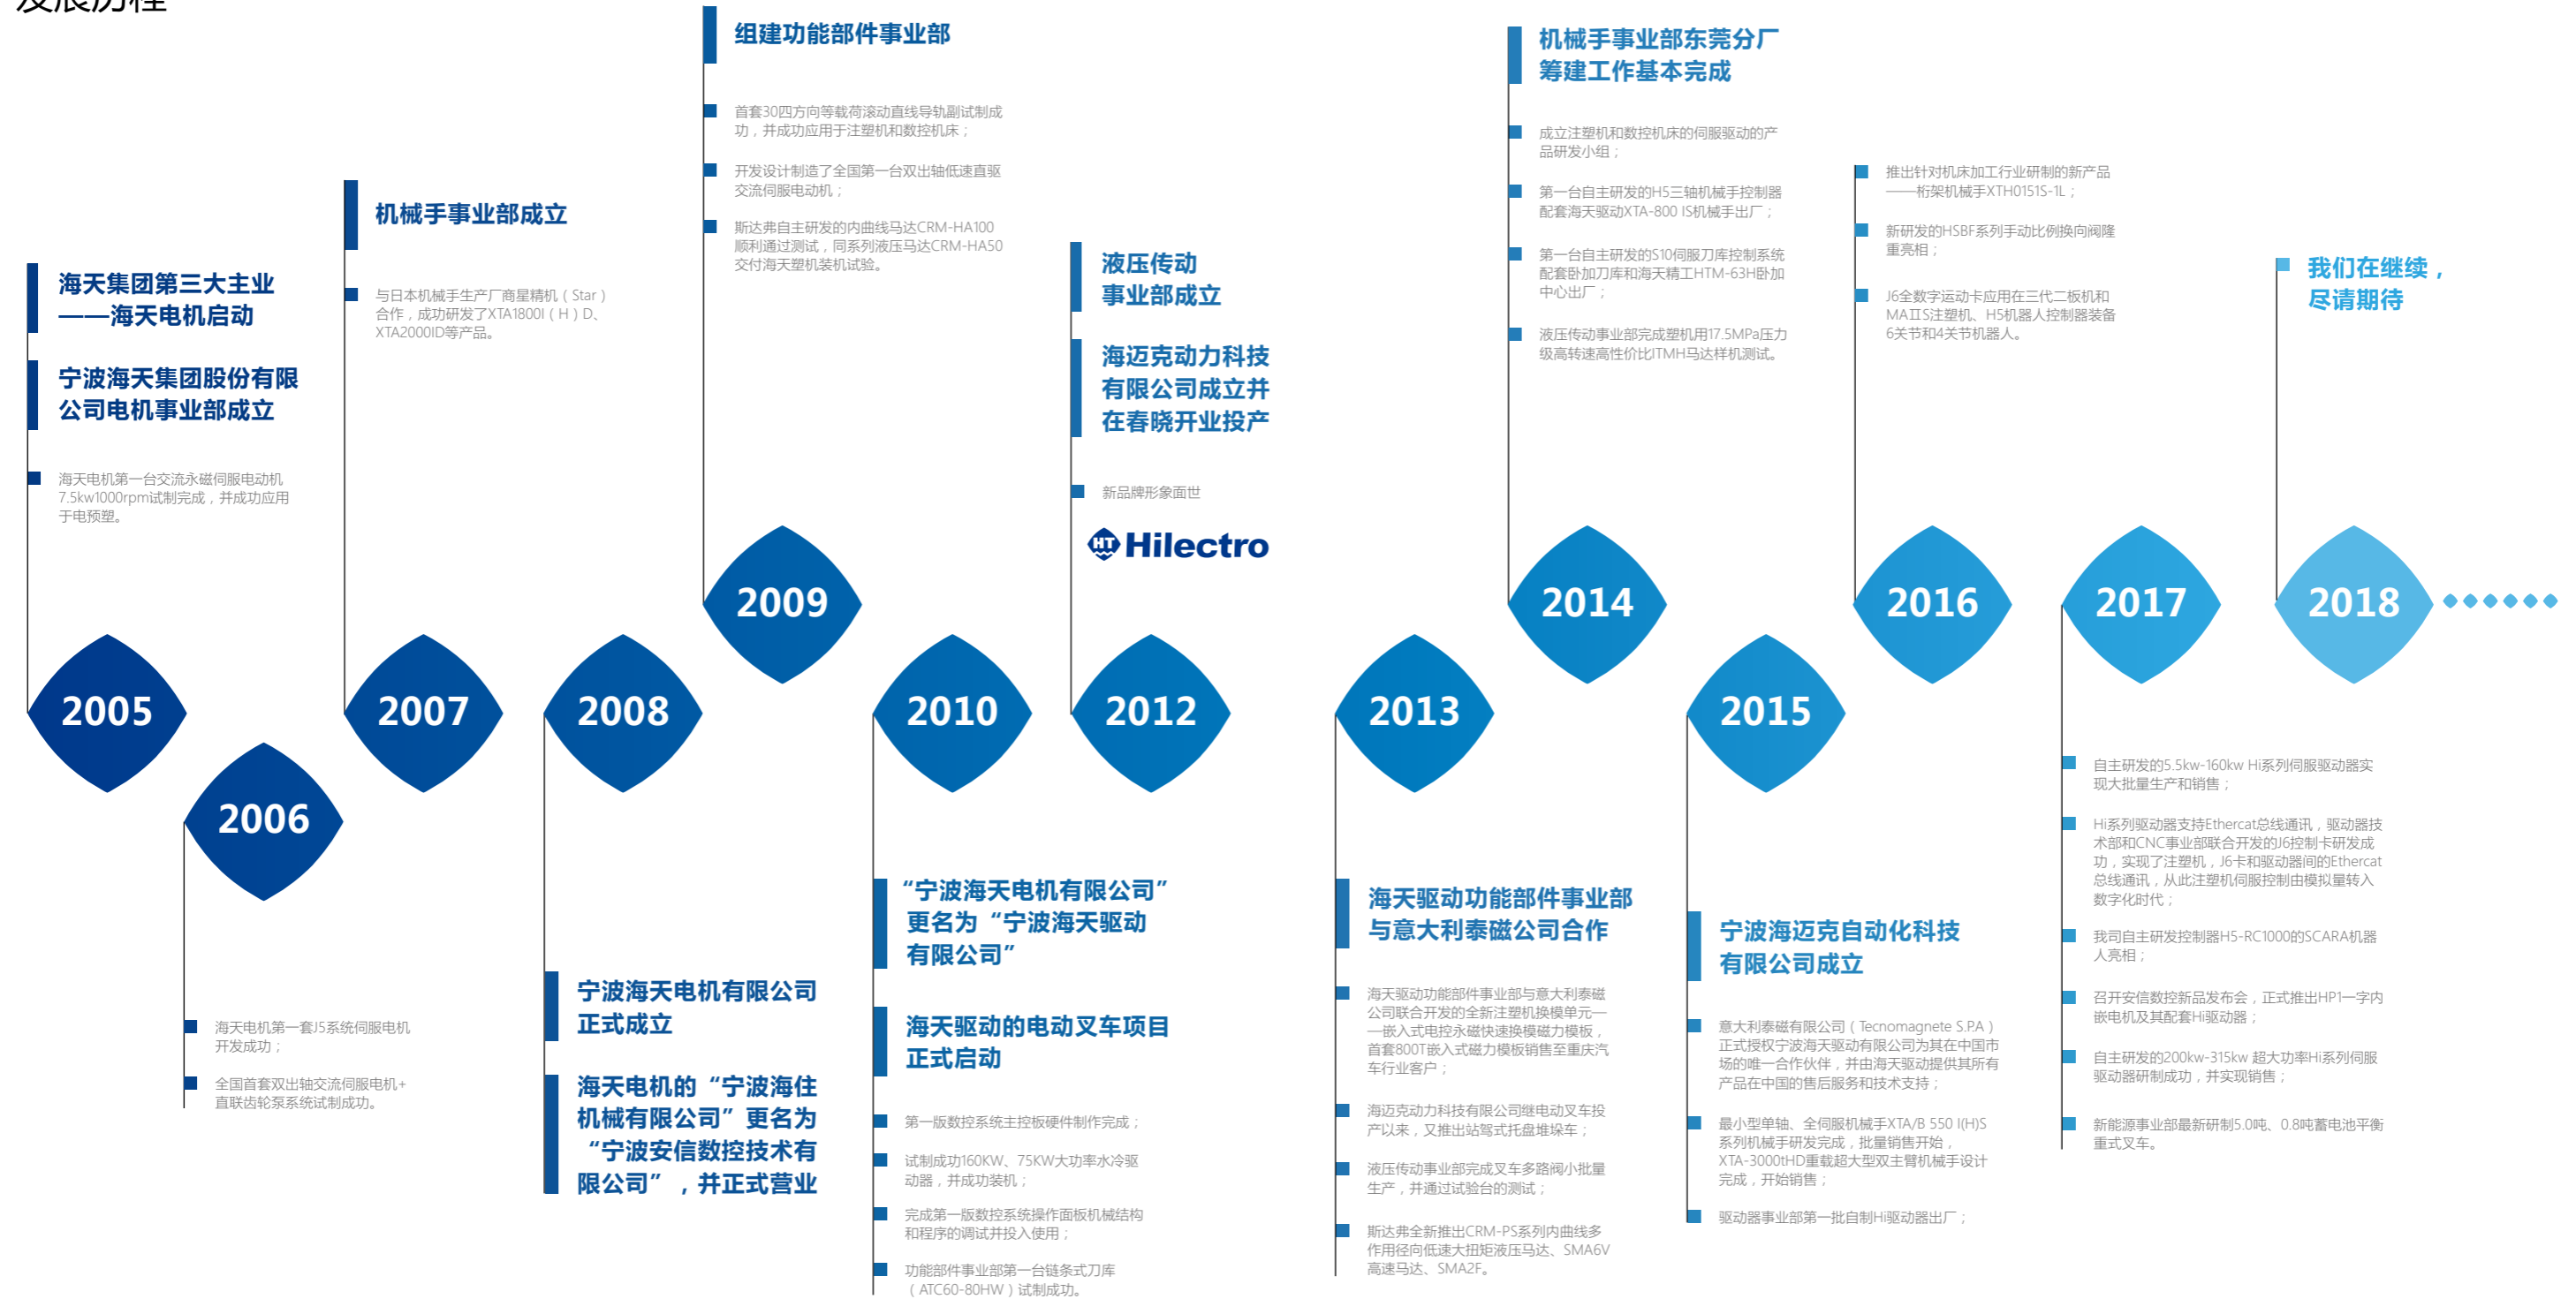 发展历程
2005
海天集团第三大主业
——海天电机启动
宁波海天集团股份有限
公司电机事业部成立
海天电机第一台交流永磁伺服电动机
7.5kw1000rpm试制完成，并成功应用
于电预塑。
2006
海天电机第一套J5系统伺服电机
开发成功；
全国首套双出轴交流伺服电机+
直联齿轮泵系统试制成功。
2007
机械手事业部成立
与日本机械手生产厂商星精机（Star）
合作，成功研发了XTA1800I（H）D、
XTA2000ID等产品。
2008
宁波海天电机有限公司
正式成立
海天电机的“宁波海住
机械有限公司”更名为
“宁波安信数控技术有
限公司”，并正式营业
2009
组建功能部件事业部
首套30四方向等载荷滚动直线导轨副试制成
功，并成功应用于注塑机和数控机床；
开发设计制造了全国第一台双出轴低速直驱
交流伺服电动机；
斯达弗自主研发的内曲线马达CRM-HA100
顺利通过测试，同系列液压马达CRM-HA50
交付海天塑机装机试验。
2010
“宁波海天电机有限公司”
更名为“宁波海天驱动
有限公司”
海天驱动的电动叉车项目
正式启动
第一版数控系统主控板硬件制作完成；
试制成功160KW、75KW大功率水冷驱
动器，并成功装机；
完成第一版数控系统操作面板机械结构
和程序的调试并投入使用；
功能部件事业部第一台链条式刀库
（ATC60-80HW）试制成功。
2012
液压传动
事业部成立
海迈克动力科技
有限公司成立并
在春晓开业投产
新品牌形象面世
HT Hilectro
2013
海天驱动功能部件事业部
与意大利泰磁公司合作
海天驱动功能部件事业部与意大利泰磁
公司联合开发的全新注塑机换模单元—
—嵌入式电控永磁快速换模磁力模板，
首套800T嵌入式磁力模板销售至重庆汽
车行业客户；
海迈克动力科技有限公司继电动叉车投
产以来，又推出站驾式托盘堆垛车；
液压传动事业部完成叉车多路阀小批量
生产，并通过试验台的测试；
斯达弗全新推出CRM-PS系列内曲线多
作用径向低速大扭矩液压马达、SMA6V
高速马达、SMA2F。
2014
机械手事业部东莞分厂
筹建工作基本完成
成立注塑机和数控机床的伺服驱动的产
品研发小组；
第一台自主研发的H5三轴机械手控制器
配套海天驱动XTA-800 IS机械手出厂；
第一台自主研发的S10伺服刀库控制系统
配套卧加刀库和海天精工HTM-63H卧加
中心出厂；
液压传动事业部完成塑机用17.5MPa压力
级高转速高性价比ITMH马达样机测试。
2015
宁波海迈克自动化科技
有限公司成立
意大利泰磁有限公司（Tecnomagnete S.P.A）
正式授权宁波海天驱动有限公司为其在中国市
场的唯一合作伙伴，并由海天驱动提供其所有
产品在中国的售后服务和技术支持；
最小型单轴、全伺服机械手XTA/B 550 I(H)S
系列机械手研发完成，批量销售开始，
XTA-3000tHD重载超大型双主臂机械手设计
完成，开始销售；
驱动器事业部第一批自制Hi驱动器出厂；
2016
推出针对机床加工行业研制的新产品
——桁架机械手XTH0151S-1L；
新研发的HSBF系列手动比例换向阀隆
重亮相；
J6全数字运动卡应用在三代二板机和
MAIIS注塑机、H5机器人控制器装备
6关节和4关节机器人。
2017
自主研发的5.5kw-160kw Hi系列伺服驱动器实
现大批量生产和销售；
Hi系列驱动器支持Ethercat总线通讯，驱动器技
术部和CNC事业部联合开发的J6控制卡研发成
功，实现了注塑机，J6卡和驱动器间的Ethercat
总线通讯，从此注塑机伺服控制由模拟量转入
数字化时代；
我司自主研发控制器H5-RC1000的SCARA机器
人亮相；
召开安信数控新品发布会，正式推出HP1一字内
嵌电机及其配套Hi驱动器；
自主研发的200kw-315kw 超大功率Hi系列伺服
驱动器研制成功，并实现销售；
新能源事业部最新研制5.0吨、0.8吨蓄电池平衡
重式叉车。
2018
我们在继续，
尽请期待